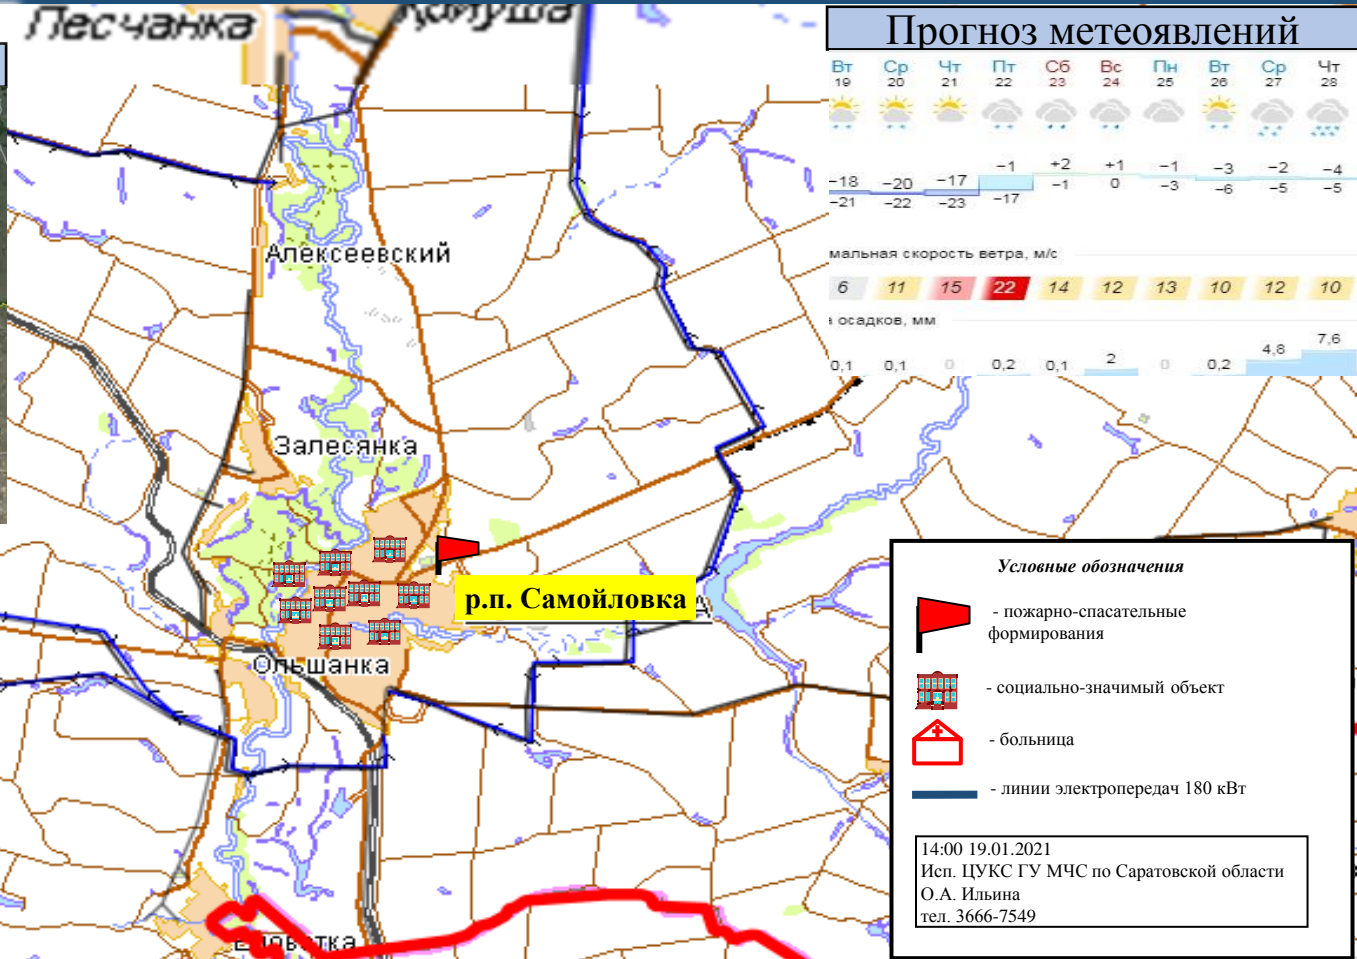 Песчанка
Прогноз метеоявлений
Вт Ср Чт Пт Сб Вс Пн Вт Ср Чт
19 20 21 22 23 24 25 26 27 28
−18 −20 −17 −1 +2 +1 −1 −3 −2 −4
−21 −22 −23 −17 −1 0 −3 −6 −5 −5
мальная скорость ветра, м/с
6 11 15 22 14 12 13 10 12 10
осадков, мм
0,1 0,1 0 0,2 0,1 2 0 0,2 4,8 7,6
Алексеевский
Залесянка
р.п. Самойловка
Ольшанка
Еловатка
Условные обозначения
- пожарно-спасательные
формирования
- социально-значимый объект
- больница
- линии электропередач 180 кВт
14:00 19.01.2021
Исп. ЦУКС ГУ МЧС по Саратовской области
О.А. Ильина
тел. 3666-7549